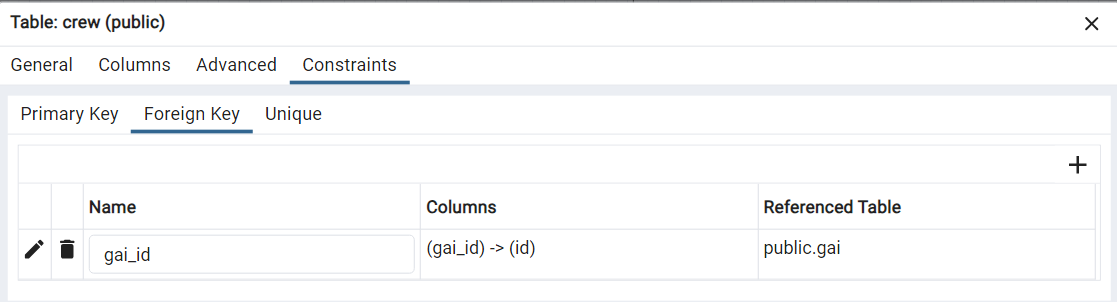 Table: crew (public)
General Columns Advanced Constraints
Primary Key Foreign Key Unique
Name Columns Referenced Table
gai_id (gai_id) -> (id) public.gai